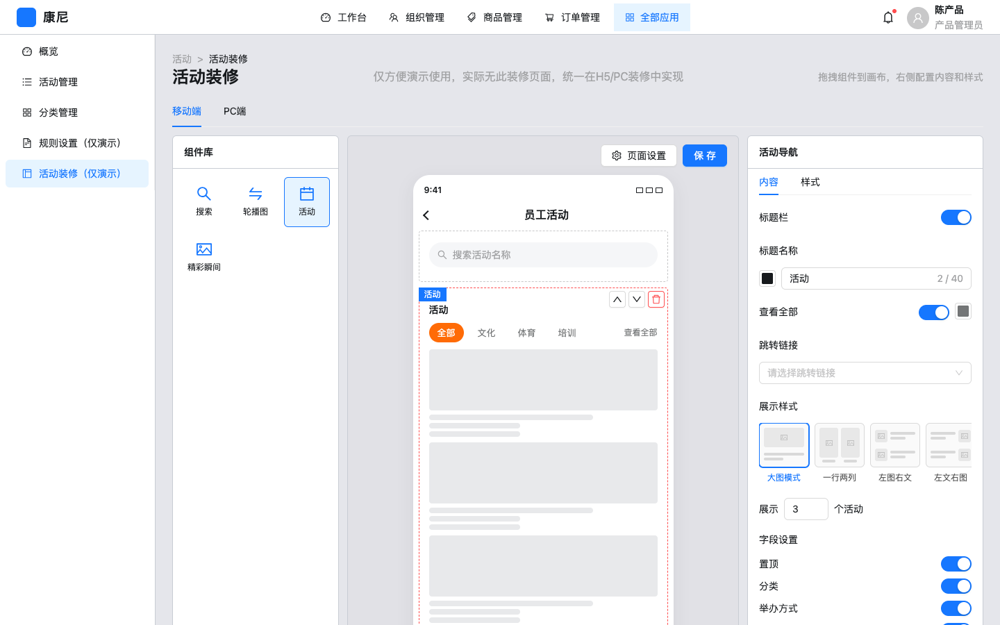 康尼
工作台
组织管理
商品管理
订单管理
全部应用
陈产品
产品管理员
概览
活动管理
分类管理
规则设置（仅演示）
活动装修（仅演示）
活动 > 活动装修
活动装修
仅方便演示使用，实际无此装修页面，统一在H5/PC装修中实现
拖拽组件到画布，右侧配置内容和样式
移动端
PC端
组件库
搜索
轮播图
活动
精彩瞬间
页面设置
保 存
9:41
员工活动
搜索活动名称
活动
活动
全部
文化
体育
培训
查看全部
活动导航
内容
样式
标题栏
标题名称
活动
2 / 40
查看全部
跳转链接
请选择跳转链接
展示样式
大图模式
一行两列
左图右文
左文右图
展示 3 个活动
字段设置
置顶
分类
举办方式